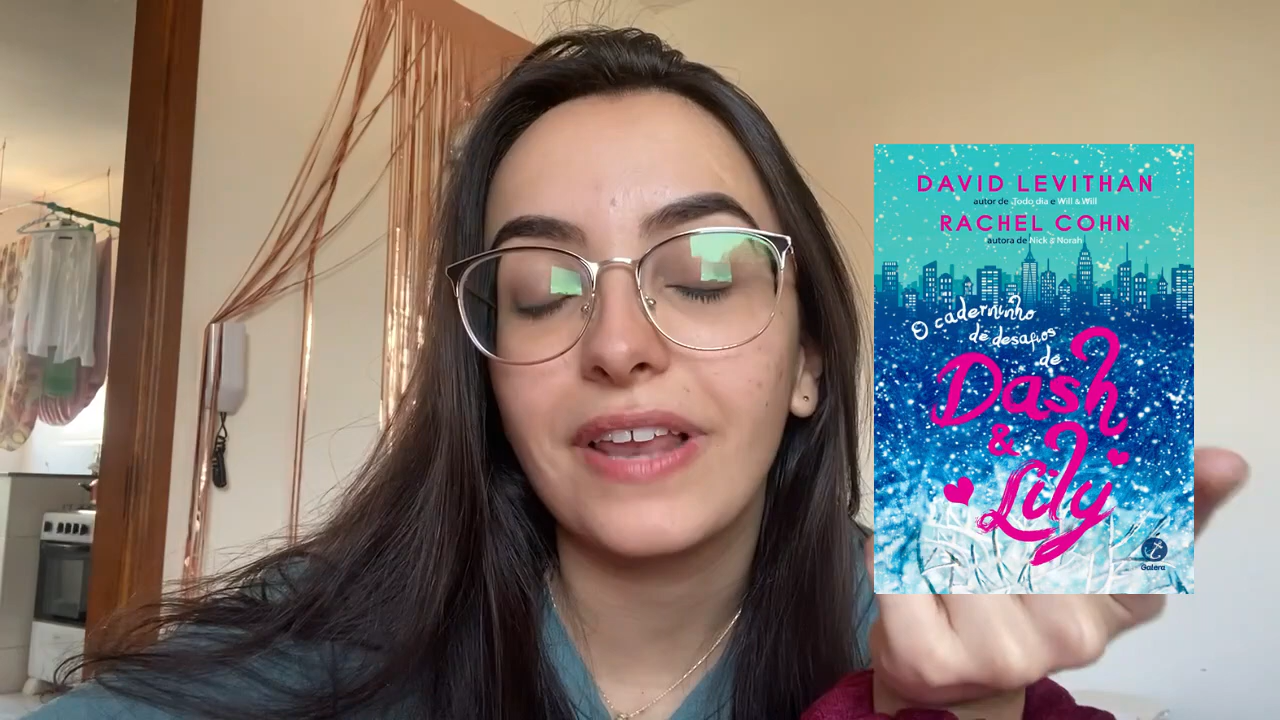 DAVID LEVITHAN
autor de Todo dia e Will & Will
RACHEL COHN
autora de Nick & Norah
O caderninho
de desafios
de
Dash
&
Lily
Galera